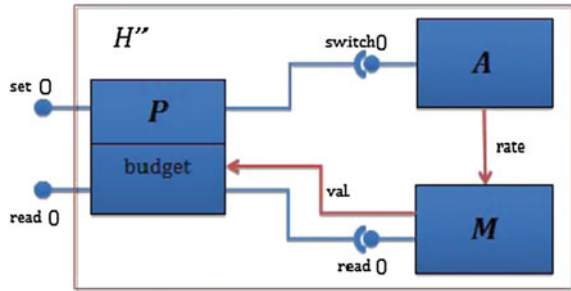 H″
switch()
A
set ()
P
rate
budget
val
M
read ()
read ()